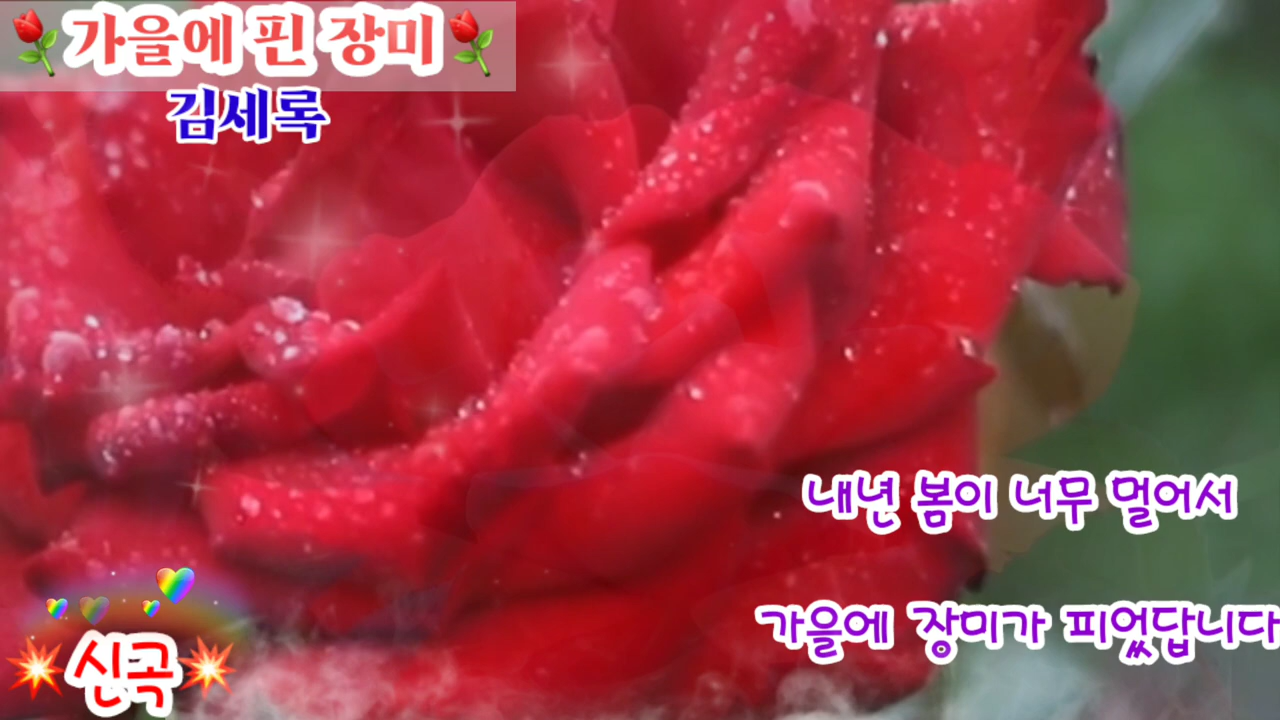 🌹가을에 핀 장미🌹
김세록
내년 봄이 너무 멀어서
가을에 장미가 피었답니다
💥신곡💥